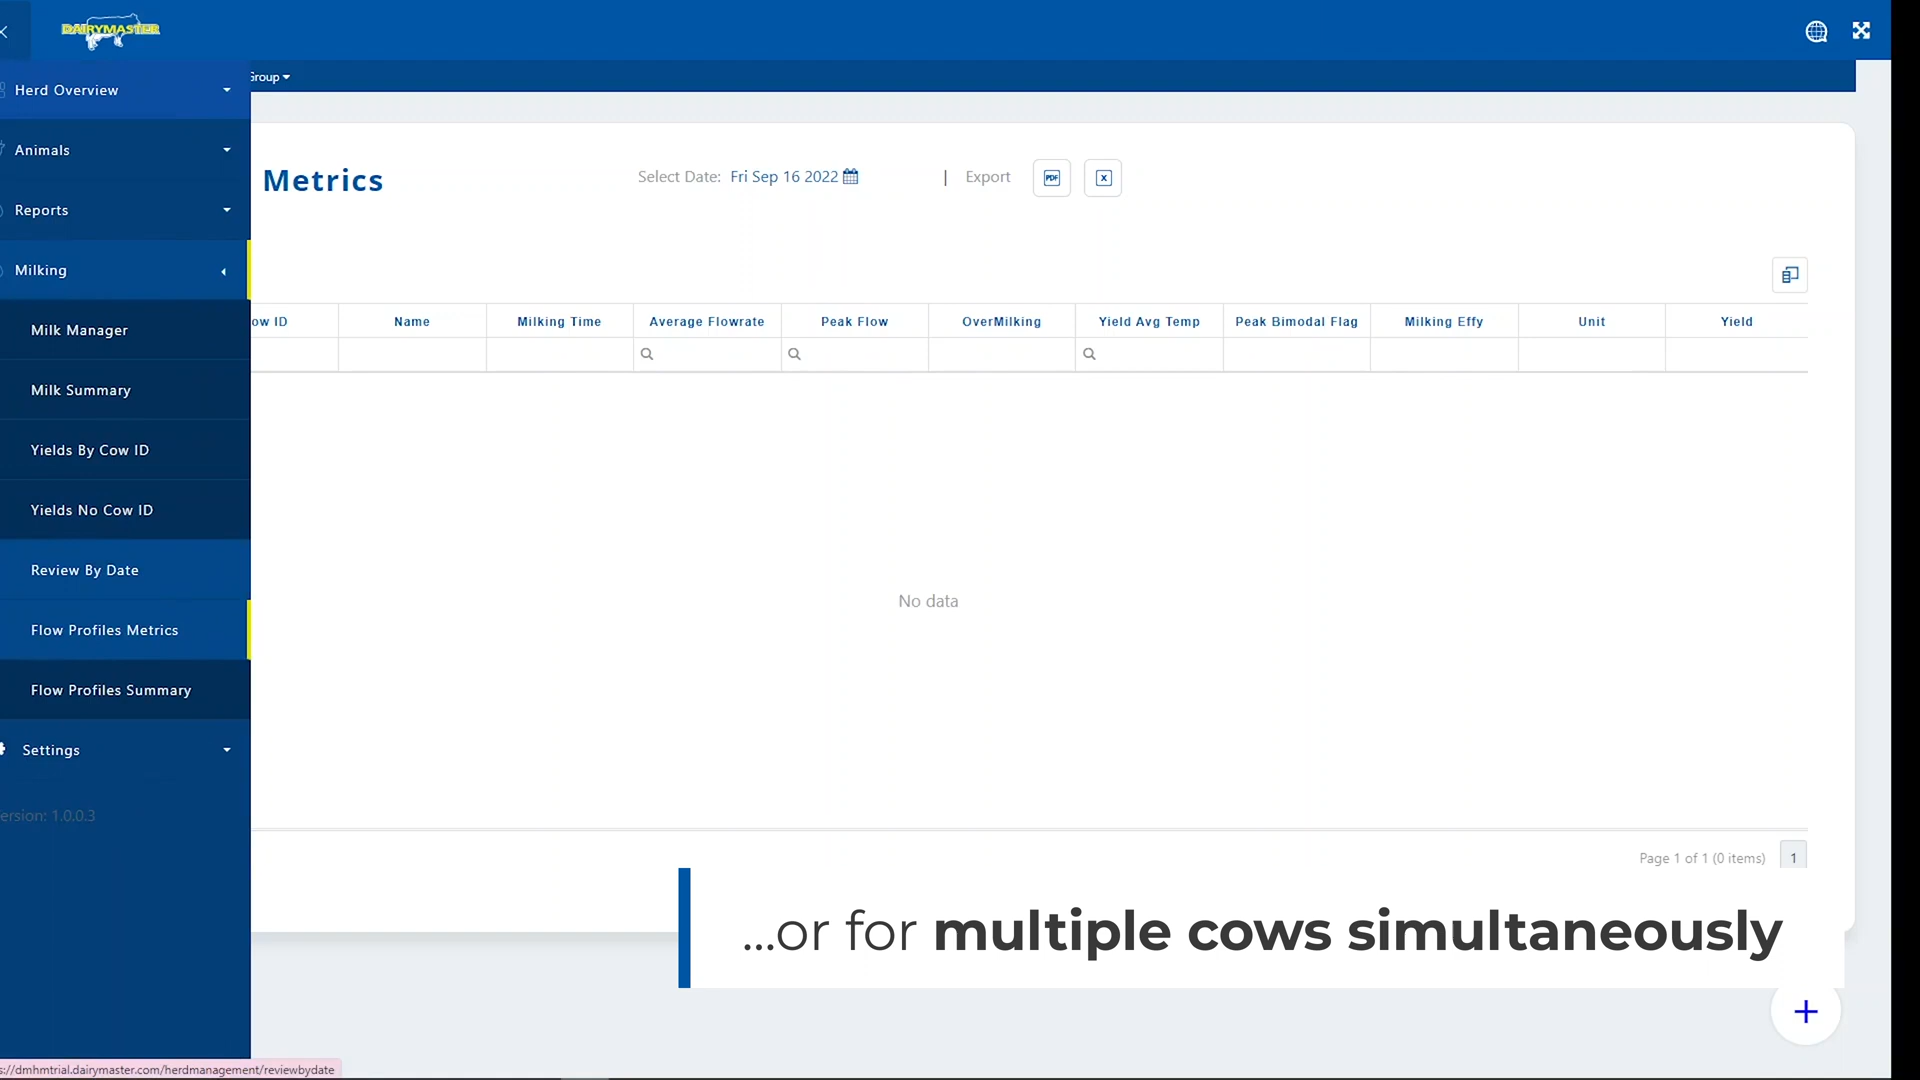 DAIRYMASTER
Group
Herd Overview
Animals
Metrics
Select Date: Fri Sep 16 2022
| Export
PDF
X
Reports
Milking
ow ID
Name
Milking Time
Average Flowrate
Peak Flow
OverMilking
Yield Avg Temp
Peak Bimodal Flag
Milking Effy
Unit
Yield
Milk Manager
Milk Summary
Yields By Cow ID
Yields No Cow ID
Review By Date
No data
Flow Profiles Metrics
Flow Profiles Summary
Settings
ersion: 1.0.0.3
Page 1 of 1 (0 items) 1
...or for multiple cows simultaneously
+
s://dmhmtrial.dairymaster.com/herdmanagement/reviewbydate